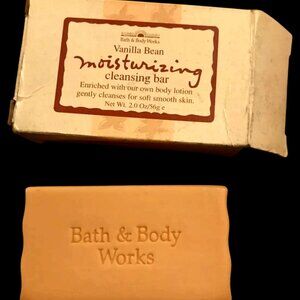 Bath & Body Works
Vanilla Bean
moisturizing
cleansing bar
Enriched with our own body lotion
gently cleanses for soft smooth skin.
Net Wt. 2.0 Oz/56g e
Bath & Body
Works